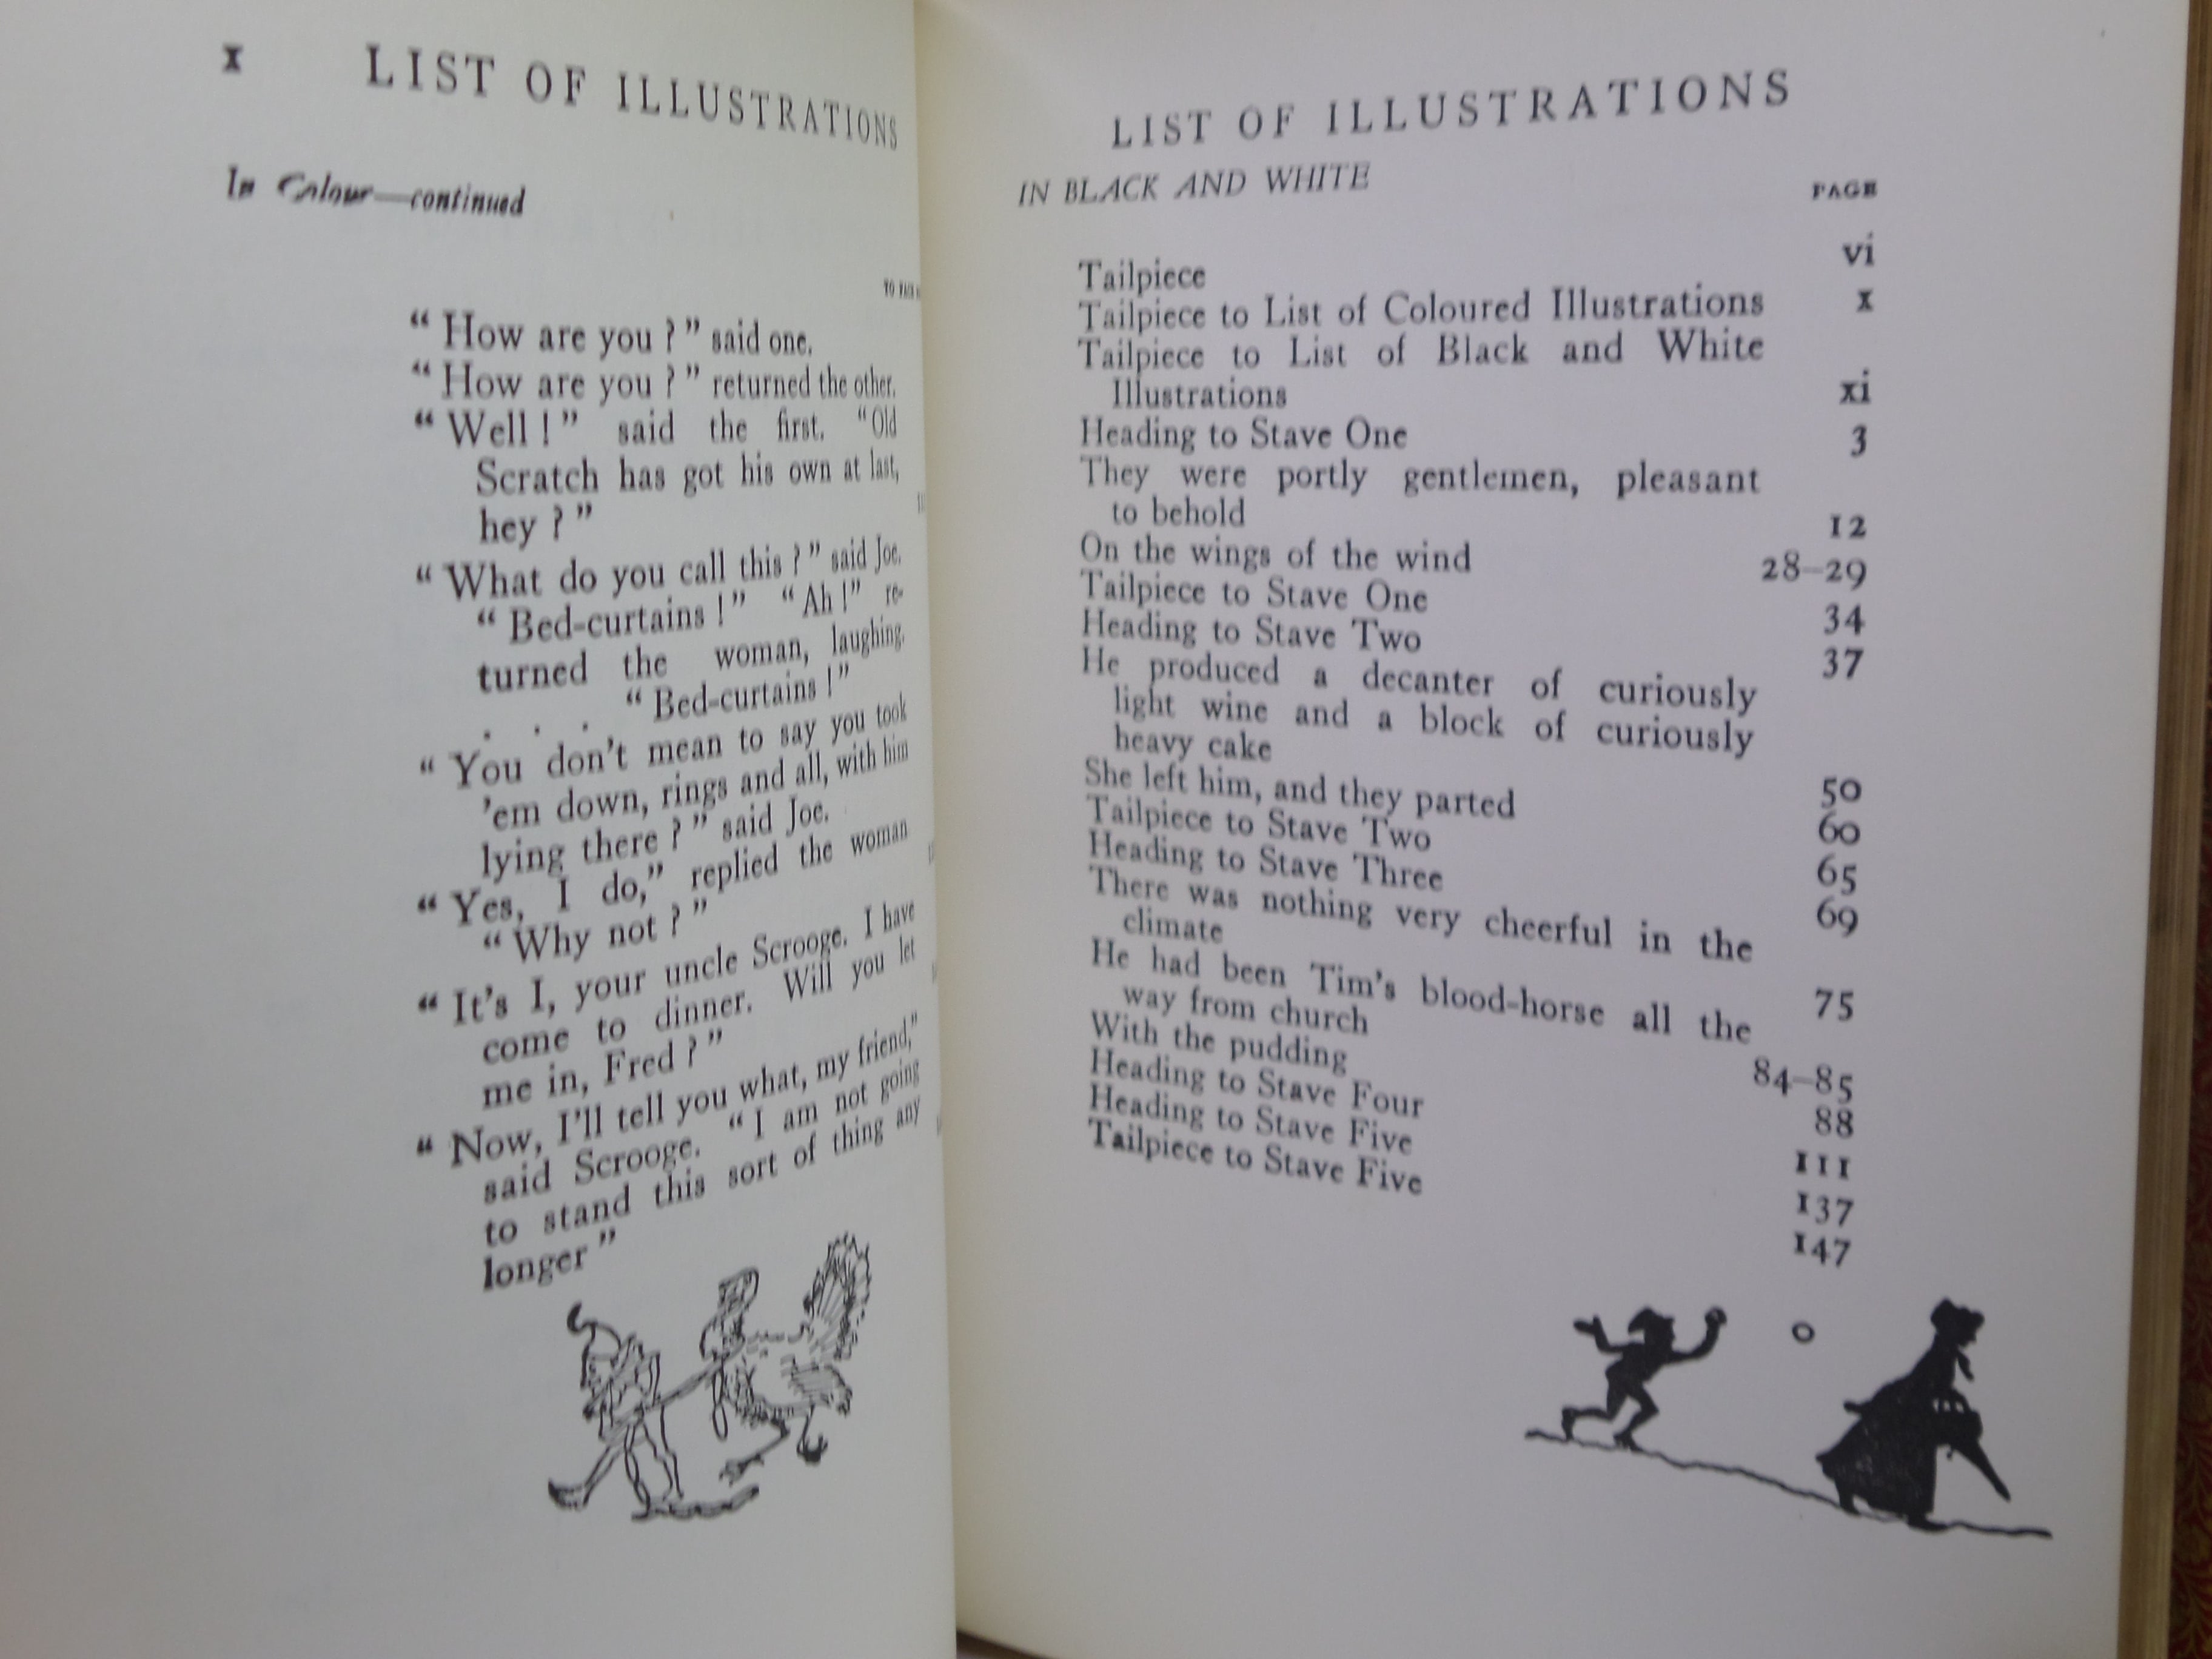 x LIST OF ILLUSTRATIONS
In Colour—continued
TO FACE
“ How are you ? ” said one.
“ How are you ? ” returned the other.
“ Well ! ” said the first. “Old
Scratch has got his own at last,
hey ? ”
“ What do you call this ? ” said Joe.
“ Bed-curtains ! ” “ Ah !” re-
turned the woman, laughing.
. . . “ Bed-curtains ! ”
“ You don’t mean to say you took
’em down, rings and all, with him
lying there ? ” said Joe.
“ Yes, I do,” replied the woman
“ Why not ? ”
“ It’s I, your uncle Scrooge. I have
come to dinner. Will you let
me in, Fred ? ”
“ Now, I’ll tell you what, my friend,”
said Scrooge. “ I am not going
to stand this sort of thing any
longer ”
LIST OF ILLUSTRATIONS
IN BLACK AND WHITE
PAGE
Tailpiece vi
Tailpiece to List of Coloured Illustrations x
Tailpiece to List of Black and White
Illustrations xi
Heading to Stave One 3
They were portly gentlemen, pleasant
to behold 12
On the wings of the wind 28–29
Tailpiece to Stave One 34
Heading to Stave Two 37
He produced a decanter of curiously
light wine and a block of curiously
heavy cake 50
She left him, and they parted 60
Tailpiece to Stave Two 65
Heading to Stave Three 69
There was nothing very cheerful in the
climate 75
He had been Tim’s blood-horse all the
way from church 84–85
With the pudding 88
Heading to Stave Four 111
Heading to Stave Five 137
Tailpiece to Stave Five 147